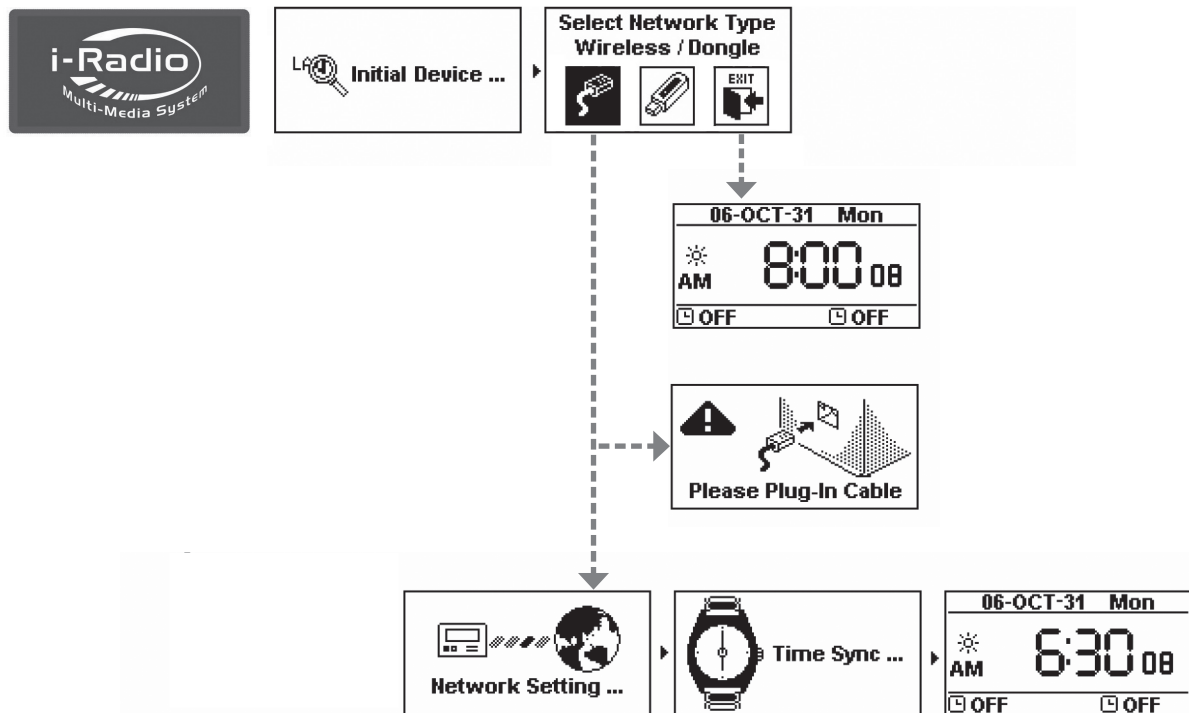 i-Radio
Multi-Media System
Initial Device ...
Select Network Type
Wireless / Dongle
EXIT
06-OCT-31 Mon
AM 8:00 08
OFF OFF
Please Plug-In Cable
Network Setting ...
Time Sync ...
06-OCT-31 Mon
AM 6:30 08
OFF OFF